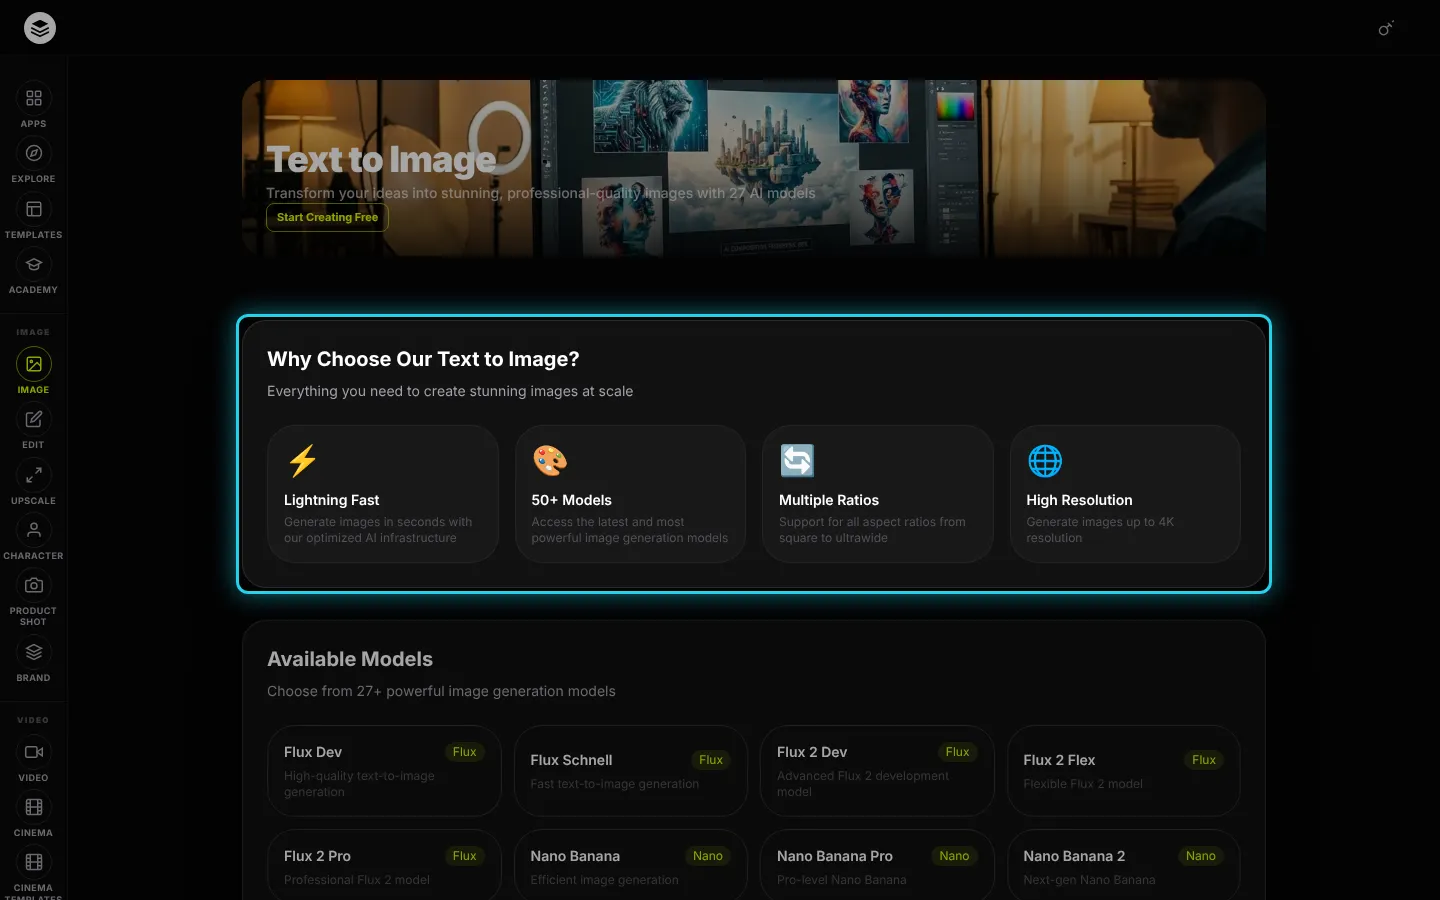 APPS
EXPLORE
TEMPLATES
ACADEMY
IMAGE
IMAGE
EDIT
UPSCALE
CHARACTER
PRODUCT
SHOT
BRAND
VIDEO
VIDEO
CINEMA
CINEMA
TEMPLATES
Text to Image
Transform your ideas into stunning, professional-quality images with 27 AI models
Start Creating Free
Why Choose Our Text to Image?
Everything you need to create stunning images at scale
Lightning Fast
Generate images in seconds with
our optimized AI infrastructure
50+ Models
Access the latest and most
powerful image generation models
Multiple Ratios
Support for all aspect ratios from
square to ultrawide
High Resolution
Generate images up to 4K
resolution
Available Models
Choose from 27+ powerful image generation models
Flux Dev
Flux
High-quality text-to-image
generation
Flux Schnell
Flux
Fast text-to-image generation
Flux 2 Dev
Flux
Advanced Flux 2 development
model
Flux 2 Flex
Flux
Flexible Flux 2 model
Flux 2 Pro
Flux
Professional Flux 2 model
Nano Banana
Nano
Efficient image generation
Nano Banana Pro
Nano
Pro-level Nano Banana
Nano Banana 2
Nano
Next-gen Nano Banana